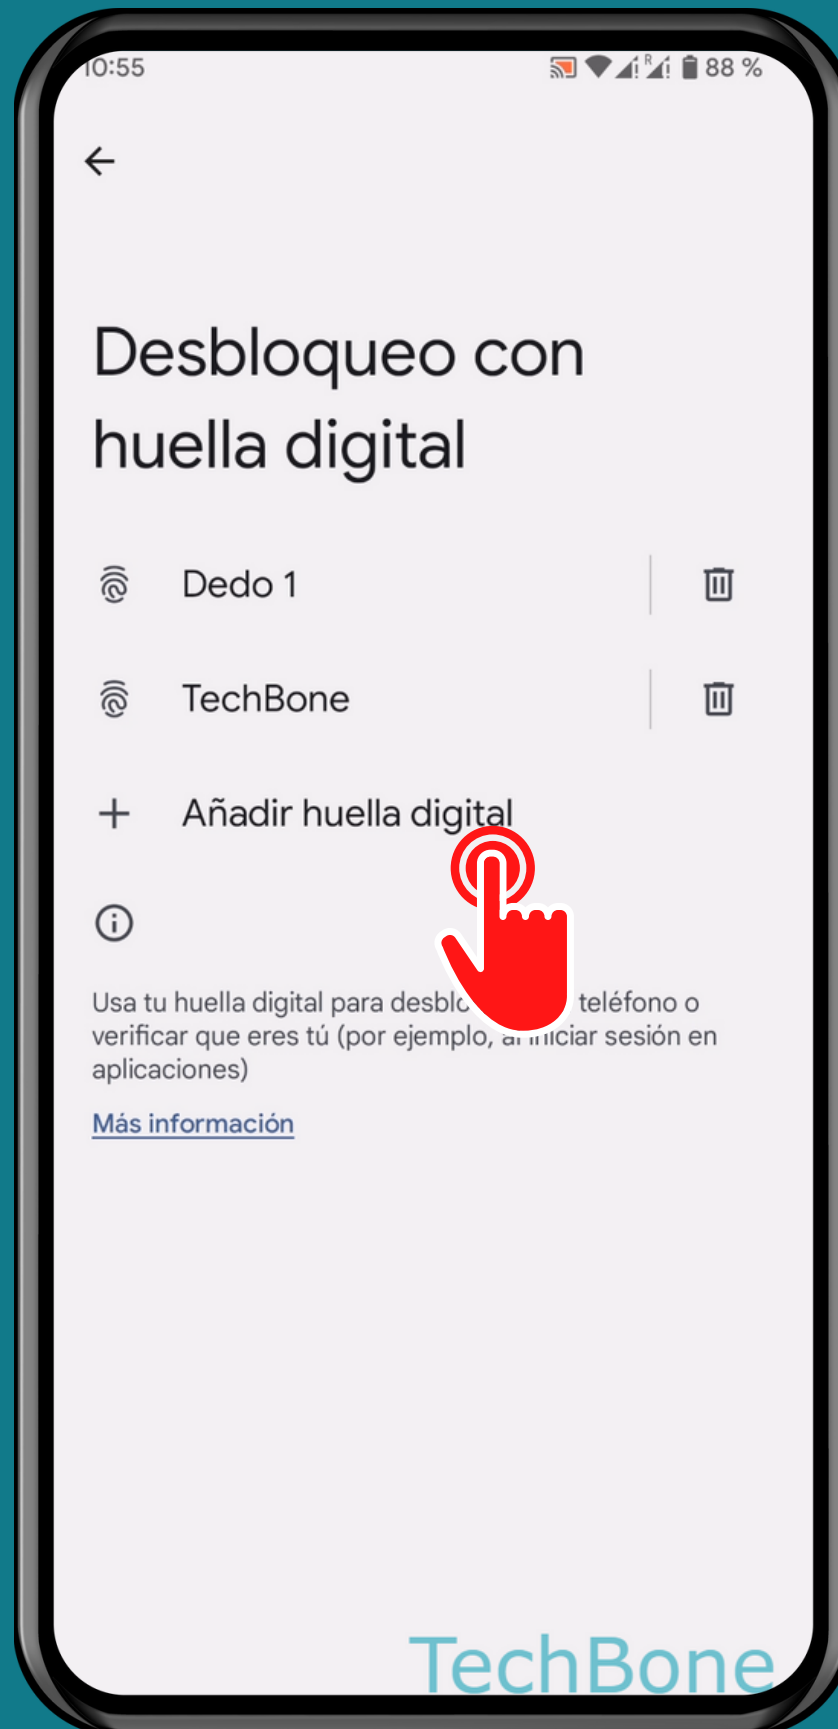 10:55 R 88 %
Desbloqueo con
huella digital
Dedo 1
TechBone
Añadir huella digital
Usa tu huella digital para teléfono o
verificar que eres tú (por ejemplo, al iniciar sesión en
aplicaciones)
Más información
TechBone